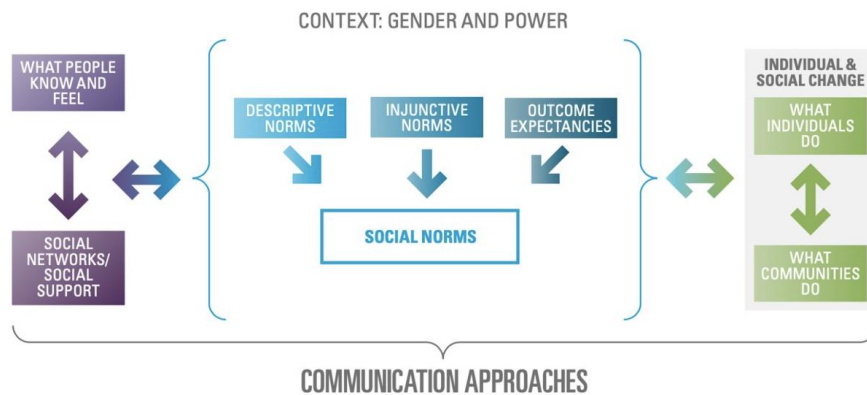 CONTEXT: GENDER AND POWER
WHAT PEOPLE
KNOW AND
FEEL
SOCIAL
NETWORKS/
SOCIAL
SUPPORT
DESCRIPTIVE
NORMS
INJUNCTIVE
NORMS
OUTCOME
EXPECTANCIES
SOCIAL NORMS
INDIVIDUAL &
SOCIAL CHANGE
WHAT
INDIVIDUALS
DO
WHAT
COMMUNITIES
DO
COMMUNICATION APPROACHES